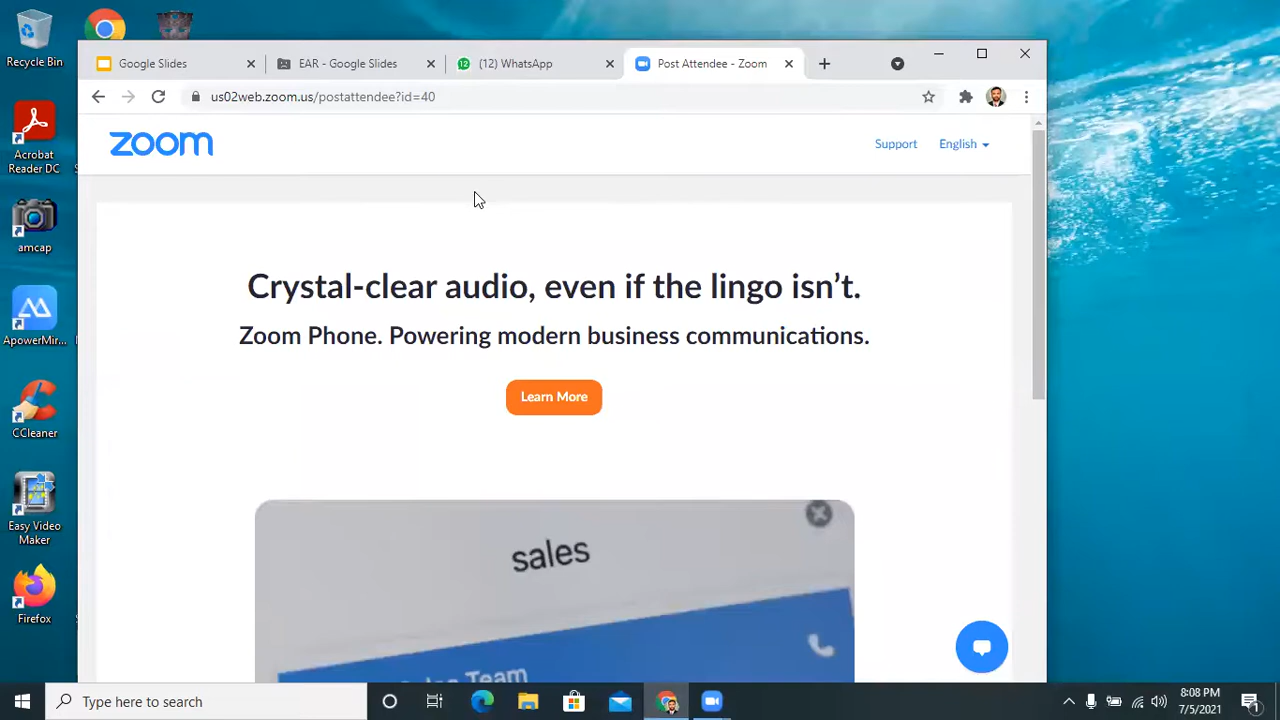 Recycle Bin
Acrobat
Reader DC
amcap
ApowerMir...
CCleaner
Easy Video
Maker
Firefox
Google Slides
EAR - Google Slides
(12) WhatsApp
Post Attendee - Zoom
us02web.zoom.us/postattendee?id=40
zoom
Support
English
Crystal-clear audio, even if the lingo isn't.
Zoom Phone. Powering modern business communications.
Learn More
sales
Team
Type here to search
8:08 PM
7/5/2021